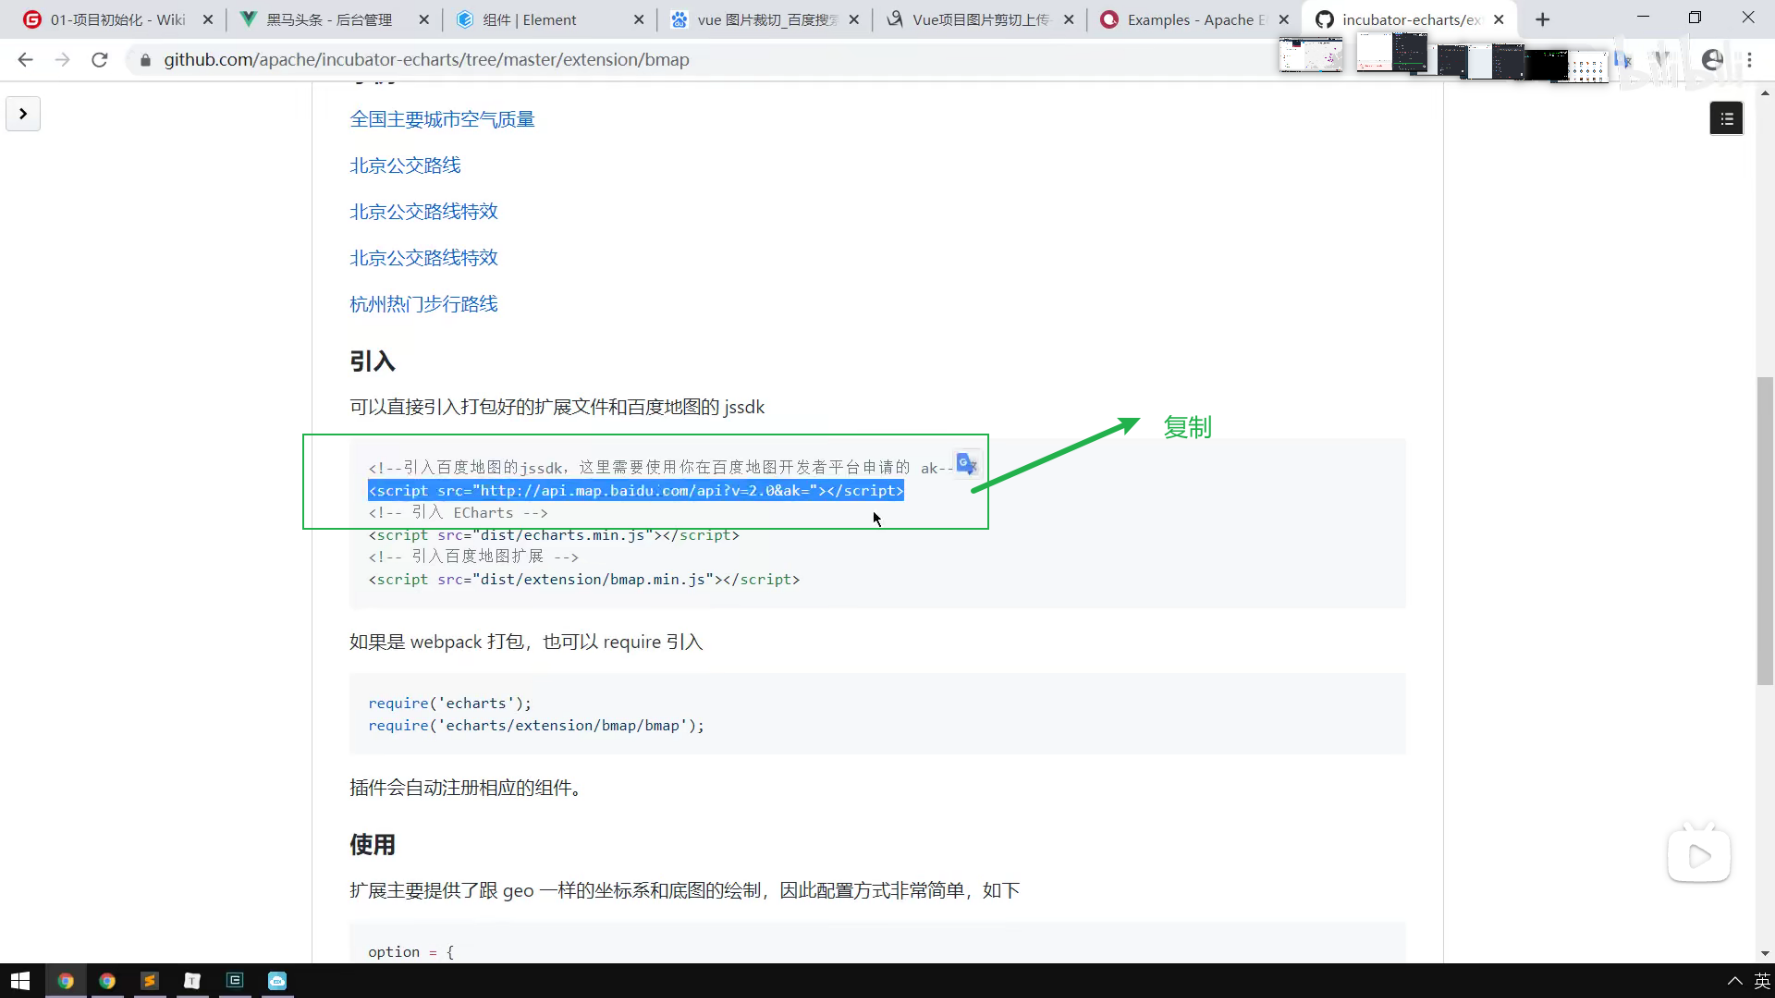 01-项目初始化 - Wiki
黑马头条 - 后台管理
组件 | Element
vue 图片裁切_百度搜
Vue项目图片剪切上传-
Examples - Apache E
incubator-echarts/ex
github.com/apache/incubator-echarts/tree/master/extension/bmap
bilibili
全国主要城市空气质量
北京公交路线
北京公交路线特效
北京公交路线特效
杭州热门步行路线
引入
可以直接引入打包好的扩展文件和百度地图的 jssdk
复制
<!--引入百度地图的jssdk，这里需要使用你在百度地图开发者平台申请的 ak--
<script src="http://api.map.baidu.com/api?v=2.0&ak="></script>
<!-- 引入 ECharts -->
<script src="dist/echarts.min.js"></script>
<!-- 引入百度地图扩展 -->
<script src="dist/extension/bmap.min.js"></script>
如果是 webpack 打包，也可以 require 引入
require('echarts');
require('echarts/extension/bmap/bmap');
插件会自动注册相应的组件。
使用
扩展主要提供了跟 geo 一样的坐标系和底图的绘制，因此配置方式非常简单，如下
option = {
英